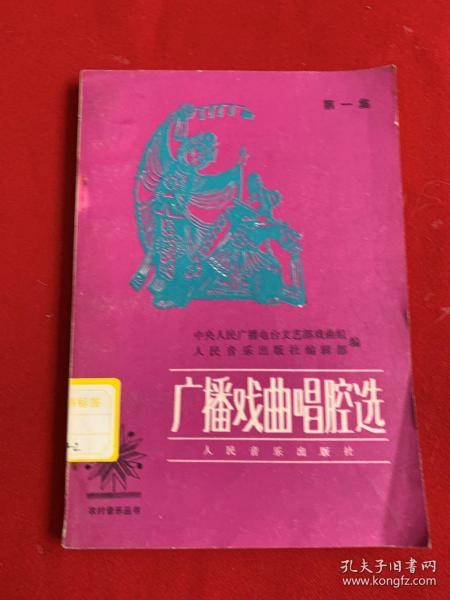 第一集
中央人民广播电台文艺部戏曲组
人民音乐出版社编辑部
编
广播戏曲唱腔选
人民音乐出版社
标签
农村音乐丛书
孔夫子旧书网
www.kongfz.com